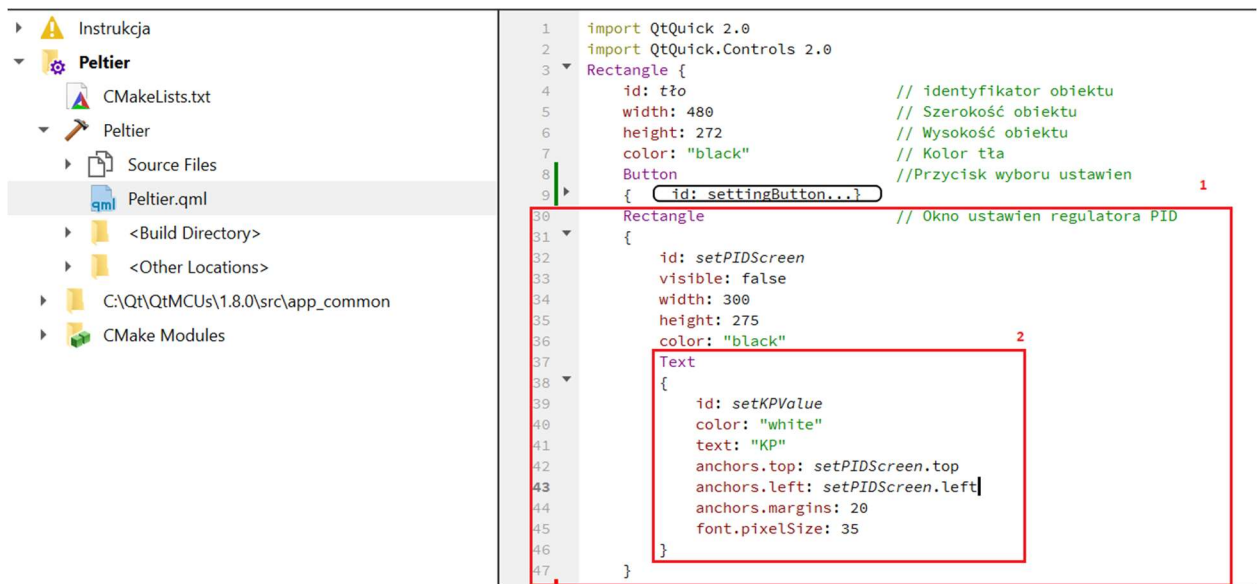 Instrukcja
Peltier
CMakeLists.txt
Peltier
Source Files
Peltier.qml
<Build Directory>
<Other Locations>
C:\Qt\QtMCUs\1.8.0\src\app_common
CMake Modules
1 import QtQuick 2.0
2 import QtQuick.Controls 2.0
3 Rectangle {
4 id: tło // identyfikator obiektu
5 width: 480 // Szerokość obiektu
6 height: 272 // Wysokość obiektu
7 color: "black" // Kolor tła
8 Button //Przycisk wyboru ustawien
1
9 { id: settingButton...}
30 Rectangle // Okno ustawien regulatora PID
31 {
32 id: setPIDScreen
33 visible: false
34 width: 300
35 height: 275
36 color: "black"
2
37 Text
38 {
39 id: setKPValue
40 color: "white"
41 text: "KP"
42 anchors.top: setPIDScreen.top
43 anchors.left: setPIDScreen.left
44 anchors.margins: 20
45 font.pixelSize: 35
46 }
47 }